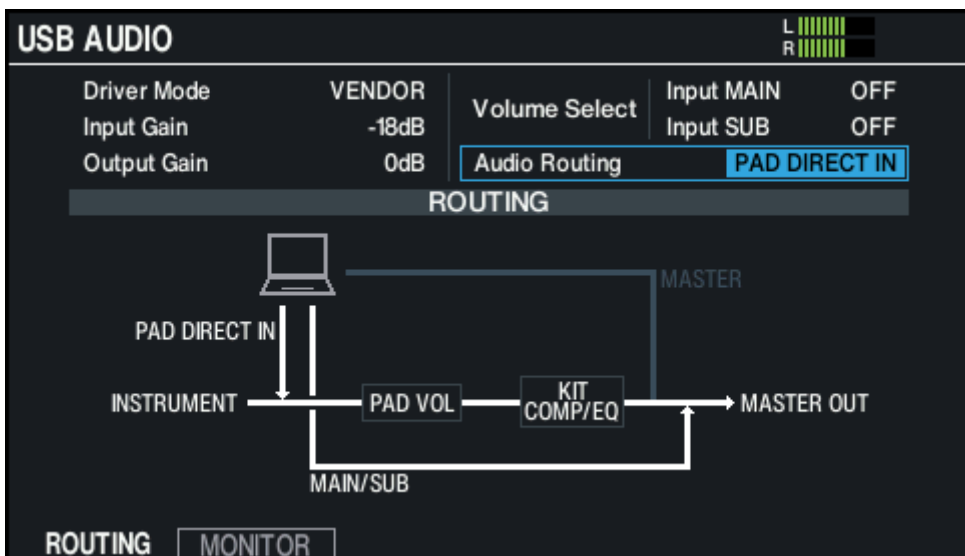 USB AUDIO
L
R
Driver Mode VENDOR
Input Gain -18dB
Output Gain 0dB
Volume Select
Input MAIN OFF
Input SUB OFF
Audio Routing PAD DIRECT IN
ROUTING
MASTER
PAD DIRECT IN
INSTRUMENT
PAD VOL
KIT
COMP/EQ
MASTER OUT
MAIN/SUB
ROUTING MONITOR